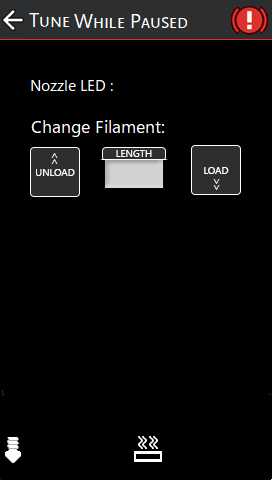 Tune While Paused
Nozzle LED :
Change Filament:
UNLOAD
LENGTH
LOAD